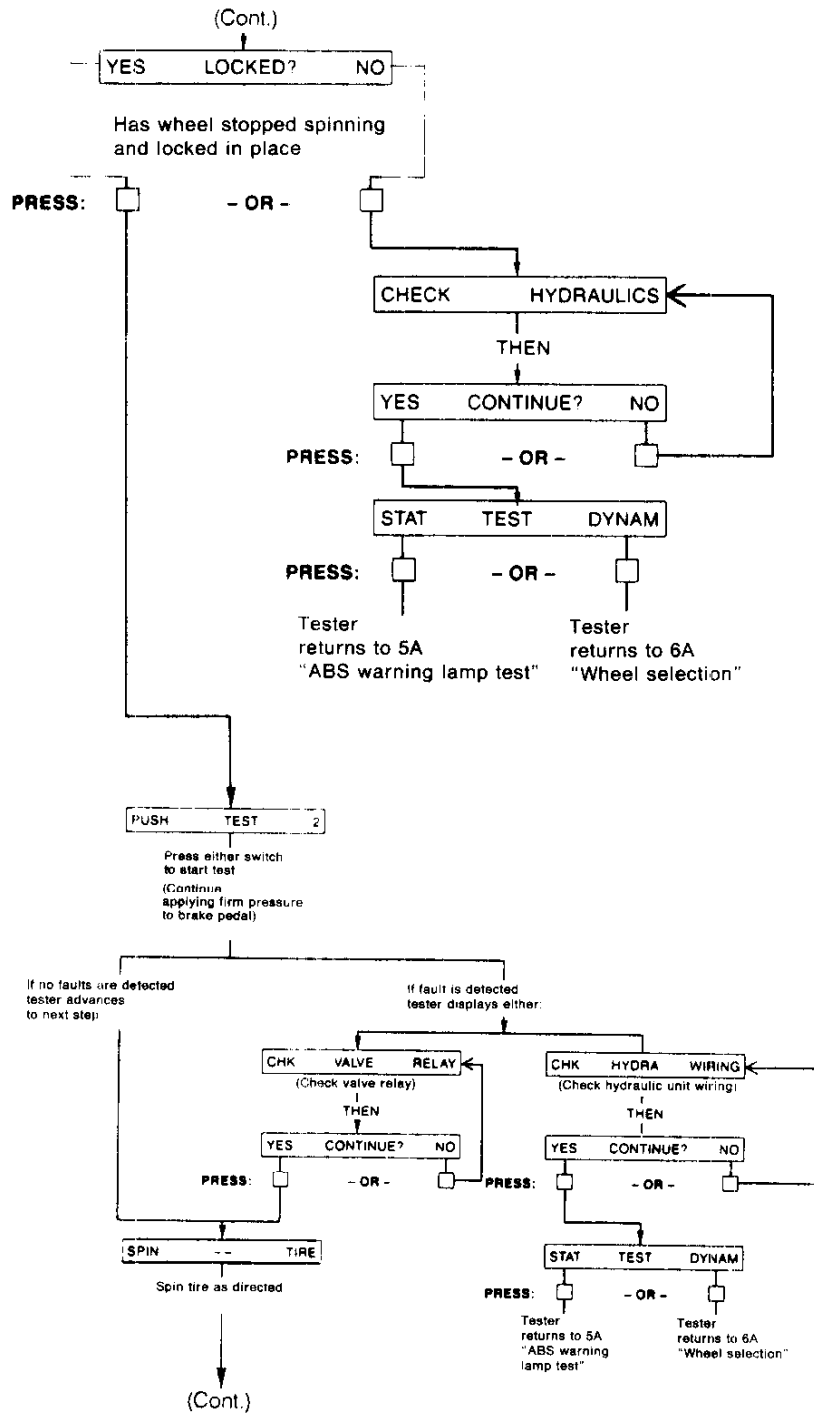 (Cont.)
YES LOCKED? NO
Has wheel stopped spinning
and locked in place
PRESS: – OR –
CHECK HYDRAULICS
THEN
YES CONTINUE? NO
PRESS: – OR –
STAT TEST DYNAM
PRESS: – OR –
Tester
returns to 5A
"ABS warning lamp test"
Tester
returns to 6A
"Wheel selection"
PUSH TEST 2
Press either switch
to start test
(Continue
applying firm pressure
to brake pedal)
If no faults are detected
tester advances
to next step
If fault is detected
tester displays either:
CHK VALVE RELAY
(Check valve relay)
THEN
YES CONTINUE? NO
PRESS: – OR –
CHK HYDRA WIRING
(Check hydraulic unit wiring)
THEN
YES CONTINUE? NO
PRESS: – OR –
SPIN -- TIRE
Spin tire as directed
STAT TEST DYNAM
PRESS: – OR –
Tester
returns to 5A
"ABS warning
lamp test"
Tester
returns to 6A
"Wheel selection"
(Cont.)